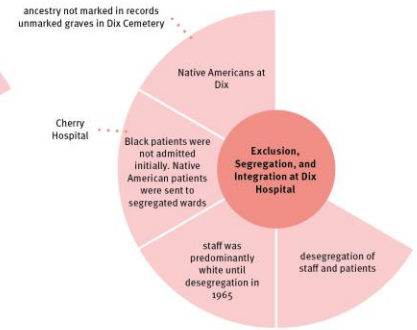 ancestry not marked in records
unmarked graves in Dix Cemetery
Native Americans at
Dix
Cherry
Hospital
Black patients were
not admitted
initially. Native
American patients
were sent to
segregated wards
Exclusion,
Segregation, and
Integration at Dix
Hospital
staff was
predominantly
white until
desegregation in
1965
desegregation of
staff and patients